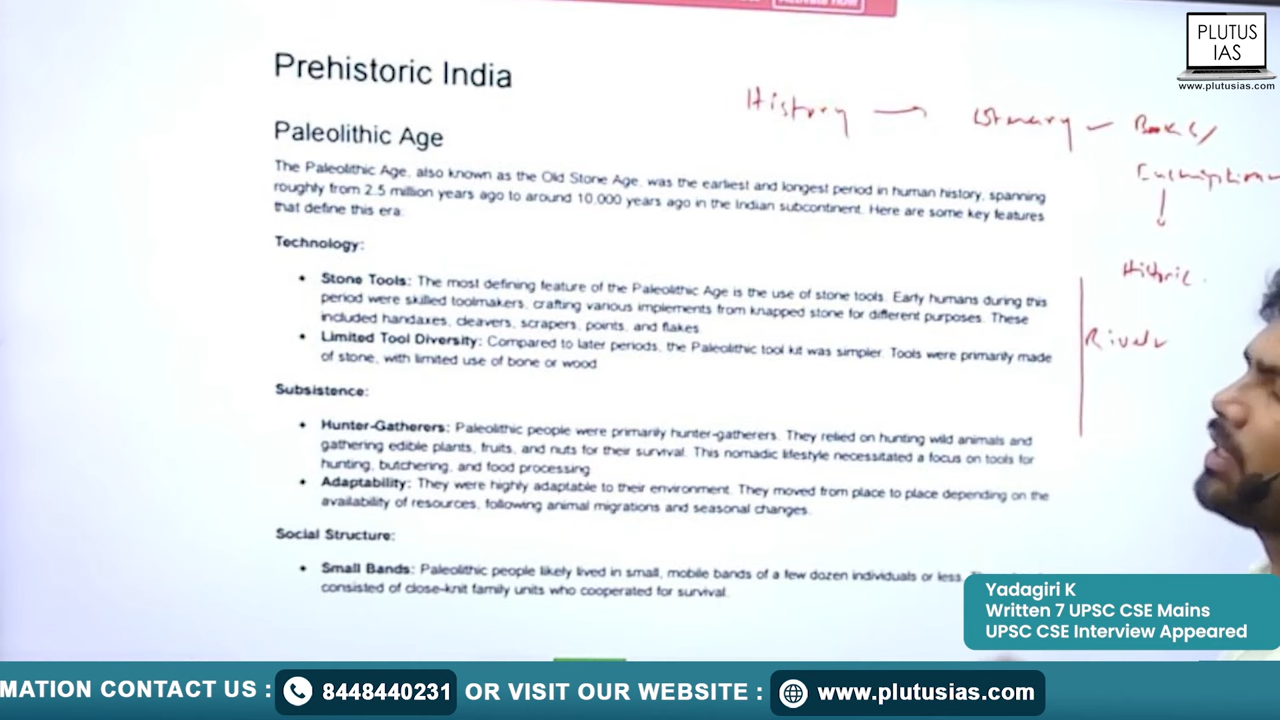 Activate now
PLUTUS
IAS
www.plutusias.com
Prehistoric India
History → Literary - Books/
Historic
Paleolithic Age
The Paleolithic Age, also known as the Old Stone Age, was the earliest and longest period in human history, spanning
roughly from 2.5 million years ago to around 10,000 years ago in the Indian subcontinent. Here are some key features
that define this era:
Technology:
• Stone Tools: The most defining feature of the Paleolithic Age is the use of stone tools. Early humans during this
period were skilled toolmakers, crafting various implements from knapped stone for different purposes. These
included handaxes, cleavers, scrapers, points, and flakes.
• Limited Tool Diversity: Compared to later periods, the Paleolithic tool kit was simpler. Tools were primarily made
of stone, with limited use of bone or wood.
Subsistence:
• Hunter-Gatherers: Paleolithic people were primarily hunter-gatherers. They relied on hunting wild animals and
gathering edible plants, fruits, and nuts for their survival. This nomadic lifestyle necessitated a focus on tools for
hunting, butchering, and food processing.
• Adaptability: They were highly adaptable to their environment. They moved from place to place depending on the
availability of resources, following animal migrations and seasonal changes.
Social Structure:
• Small Bands: Paleolithic people likely lived in small, mobile bands of a few dozen individuals or less.
consisted of close-knit family units who cooperated for survival.
Yadagiri K
Written 7 UPSC CSE Mains
UPSC CSE Interview Appeared
MATION CONTACT US : 8448440231 OR VISIT OUR WEBSITE : www.plutusias.com